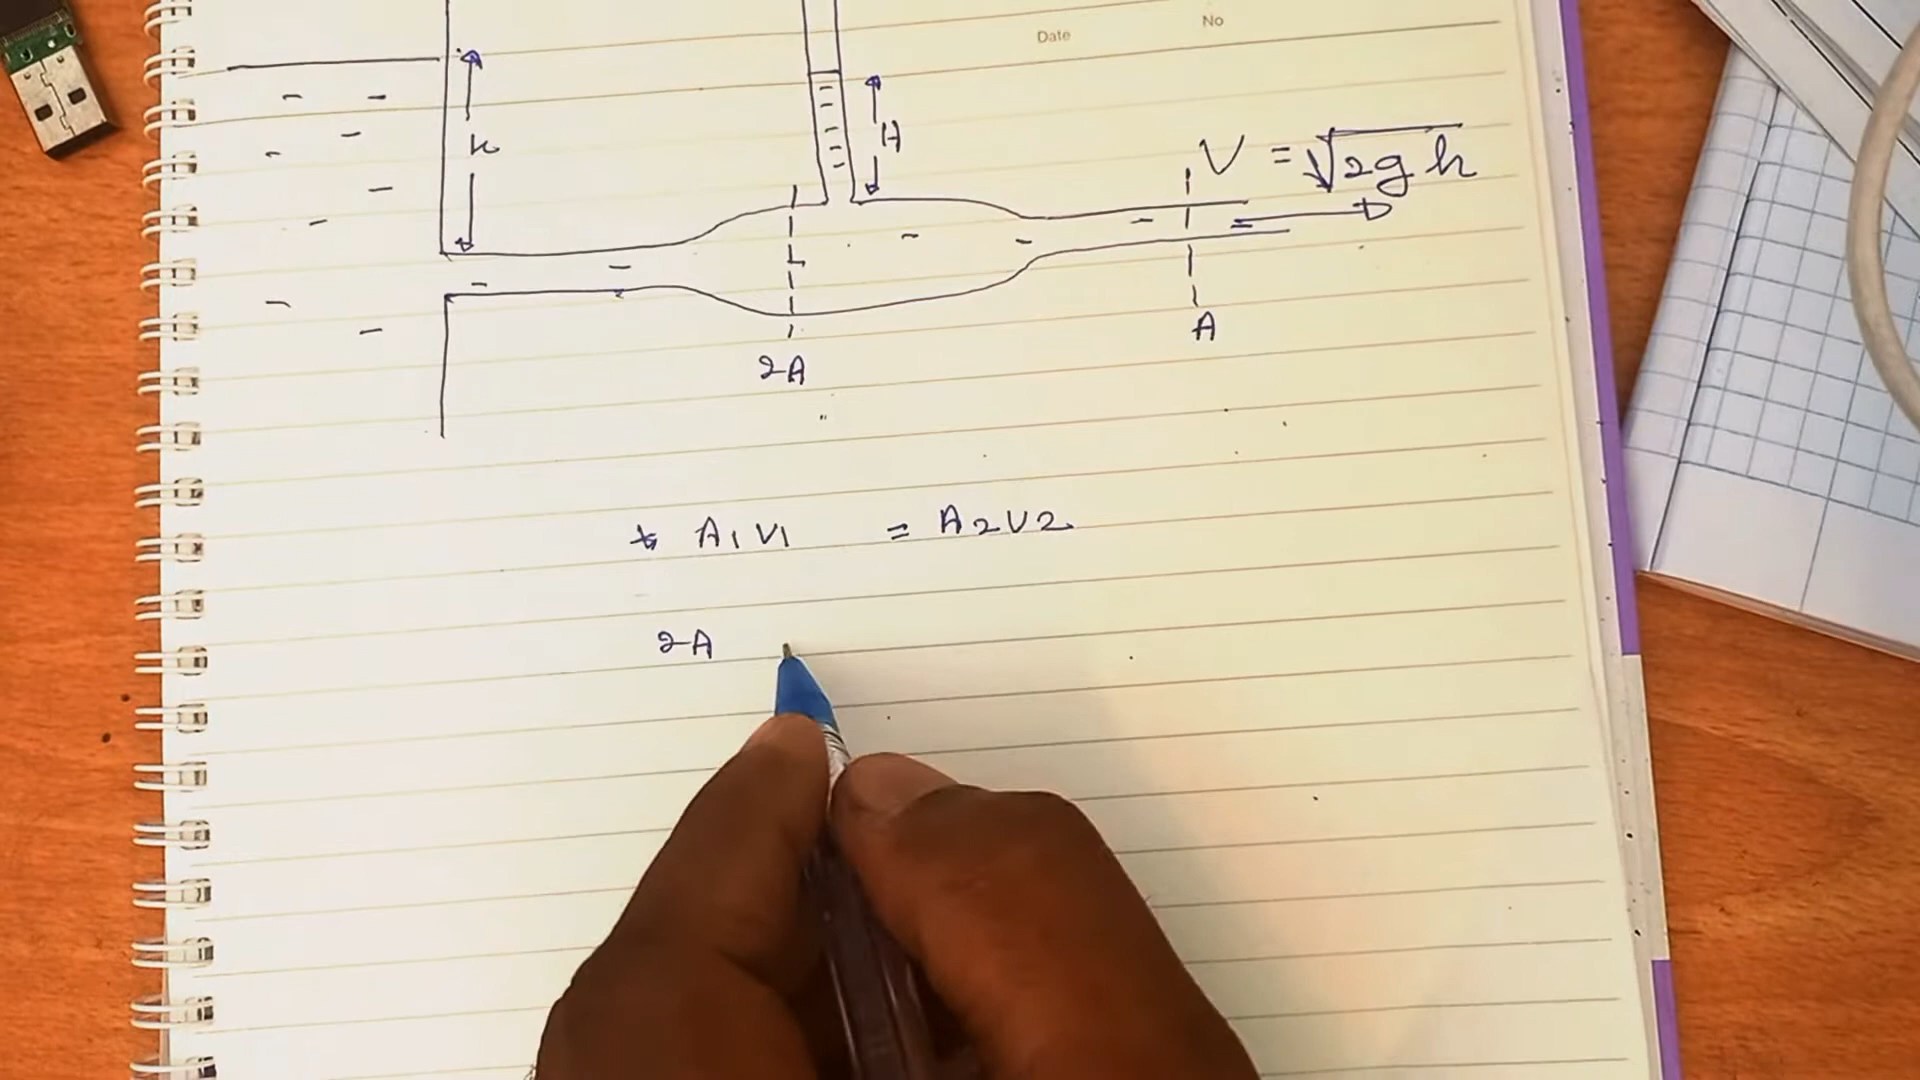 Date No
h
H
V = √2gh
2A
A
* A1V1 = A2V2
2A